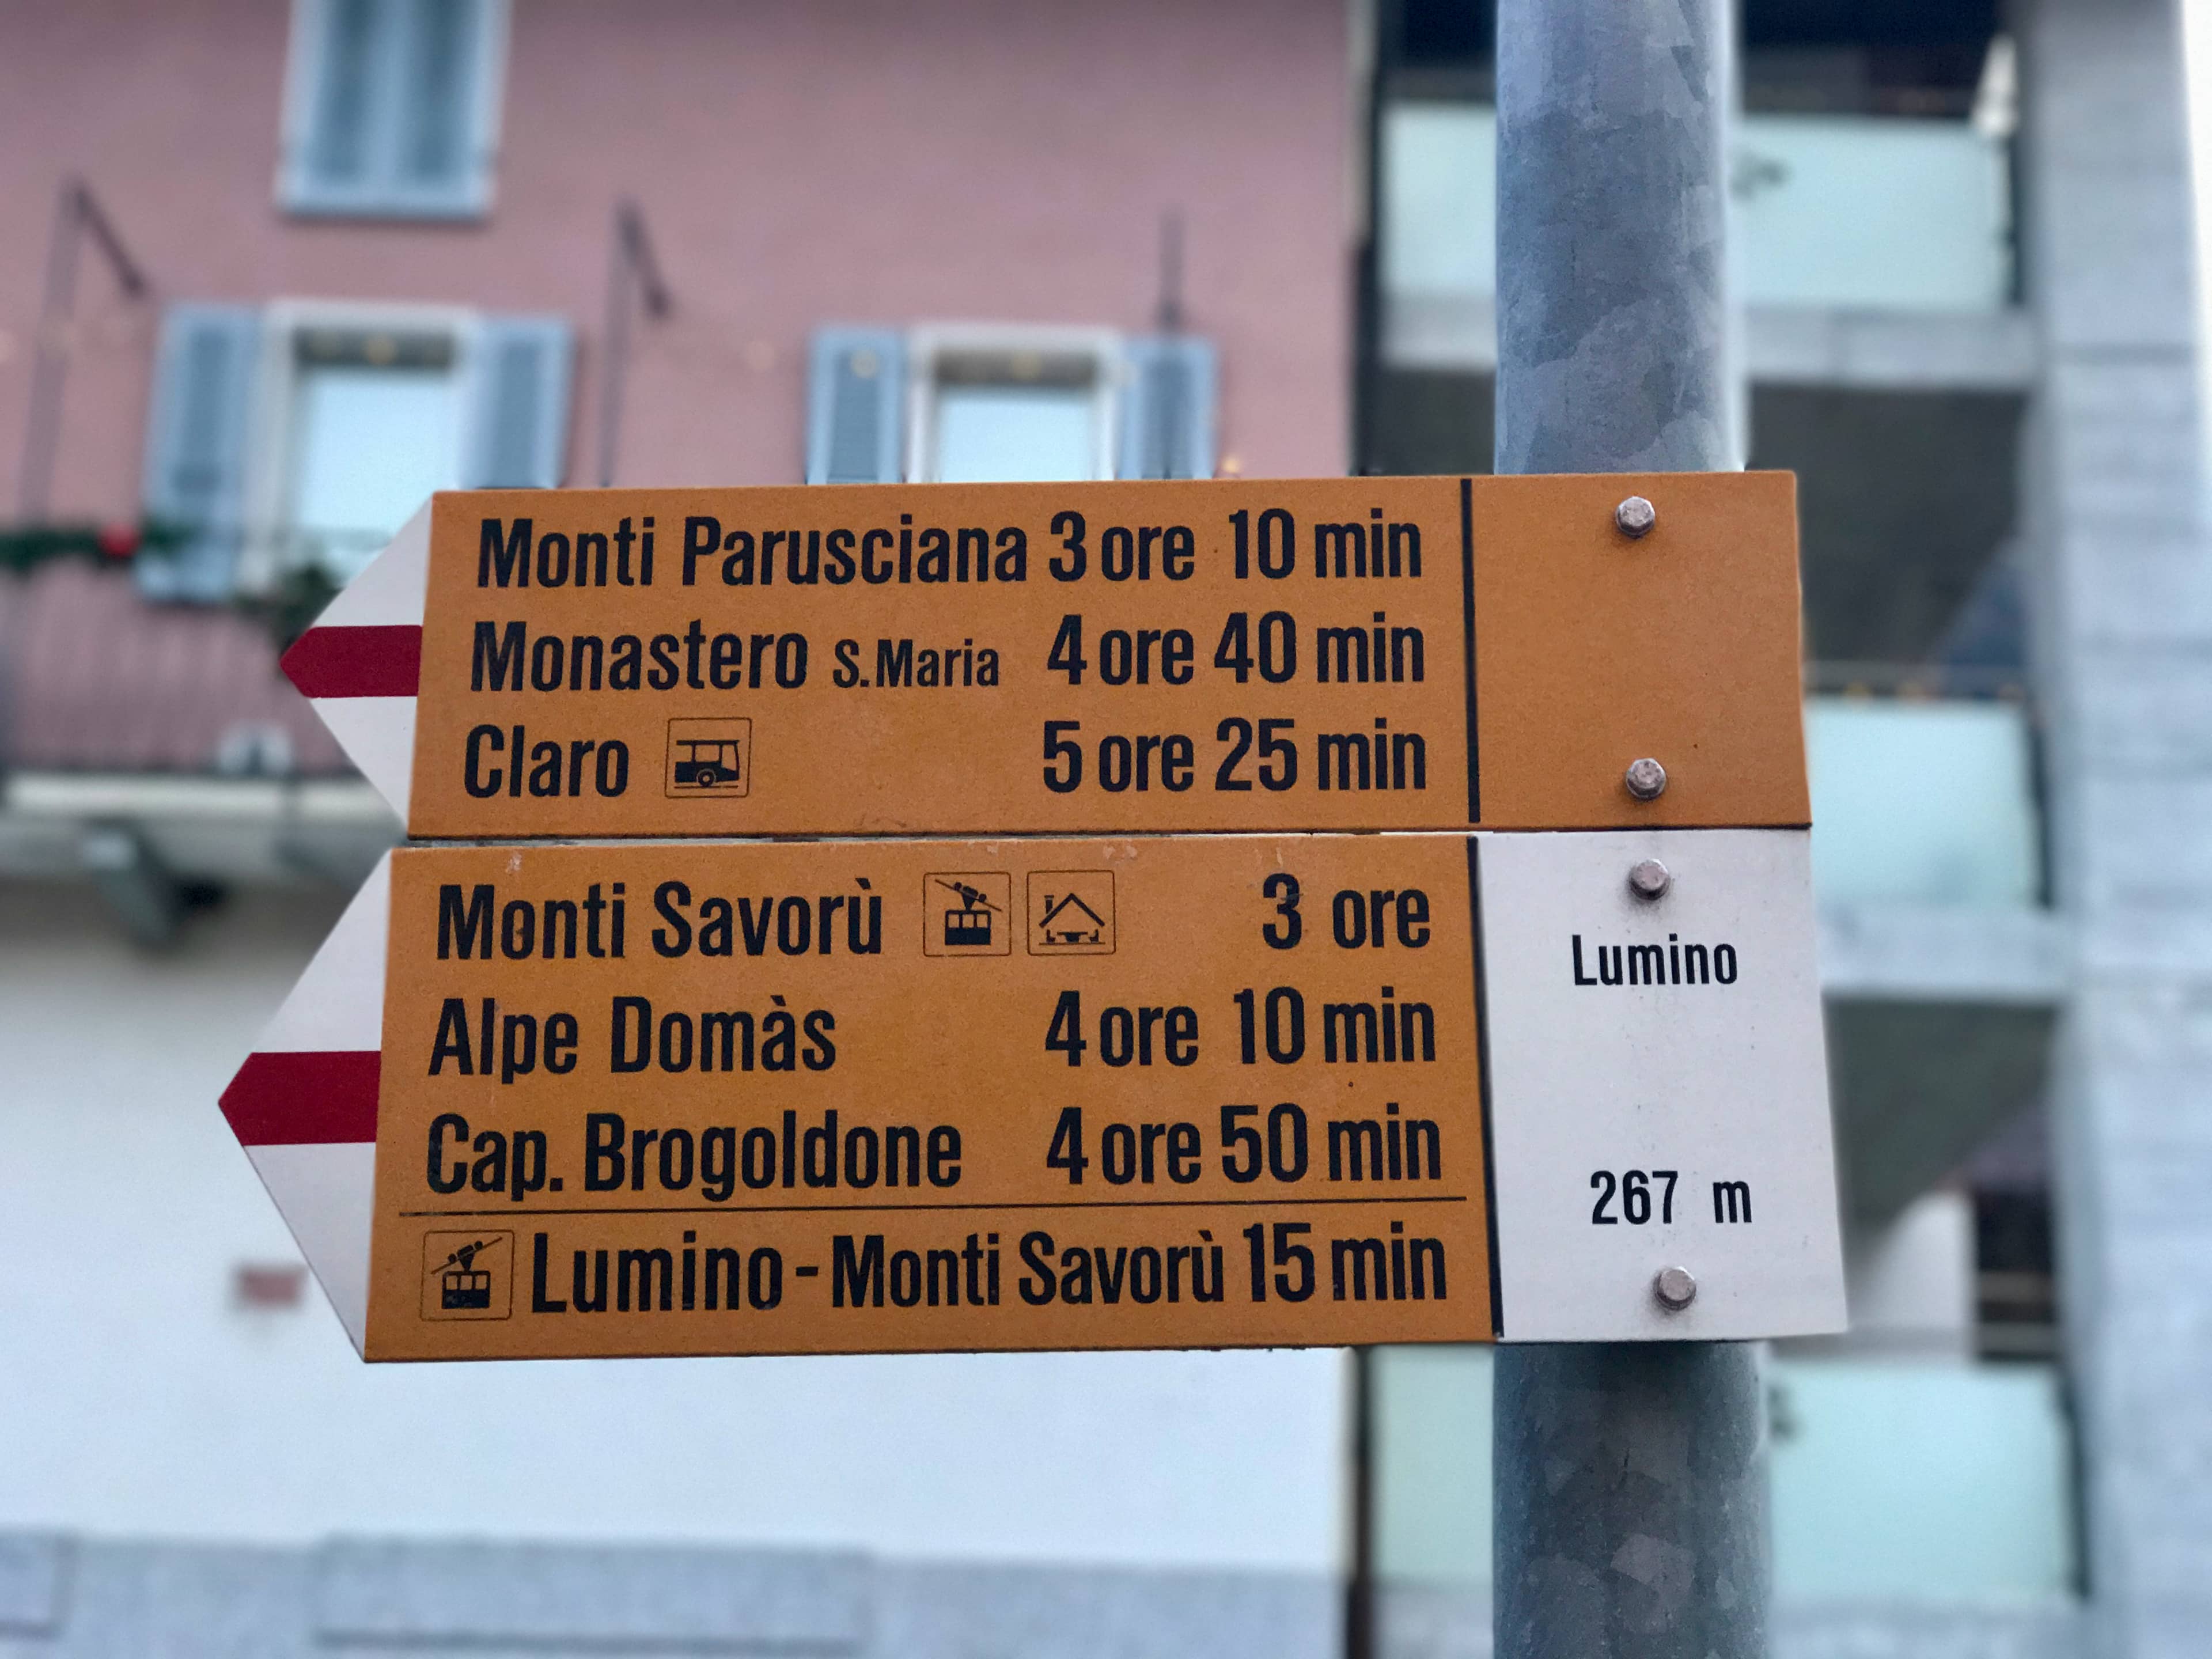 Monti Parusciana 3 ore 10 min
Monastero S.Maria 4 ore 40 min
Claro 5 ore 25 min
Monti Savorù 3 ore
Alpe Domàs 4 ore 10 min
Cap. Brogoldone 4 ore 50 min
Lumino - Monti Savorù 15 min
Lumino
267 m